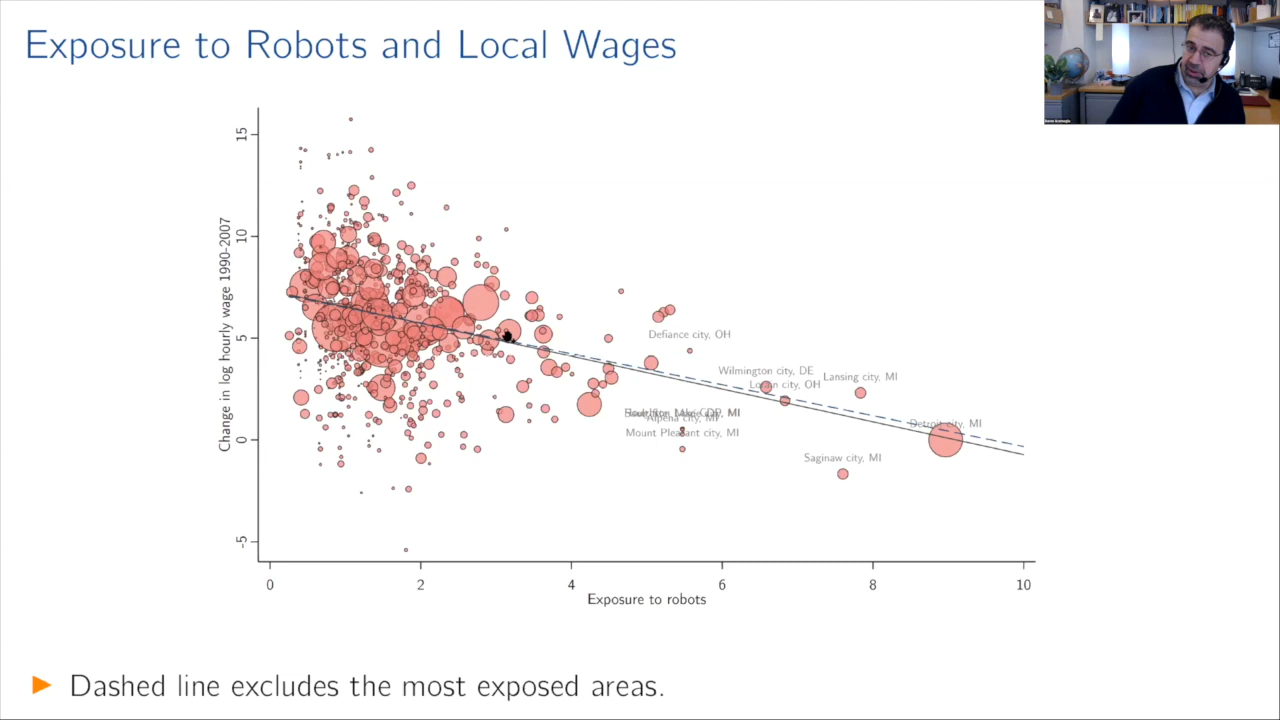 Exposure to Robots and Local Wages
Change in log hourly wage 1990-2007
15
10
5
0
-5
Defiance city, OH
Wilmington city, DE
Lansing city, MI
Lorain city, OH
MI
Alpena city, MI
Mount Pleasant city, MI
Detroit city, MI
Saginaw city, MI
0 2 4 6 8 10
Exposure to robots
Dashed line excludes the most exposed areas.